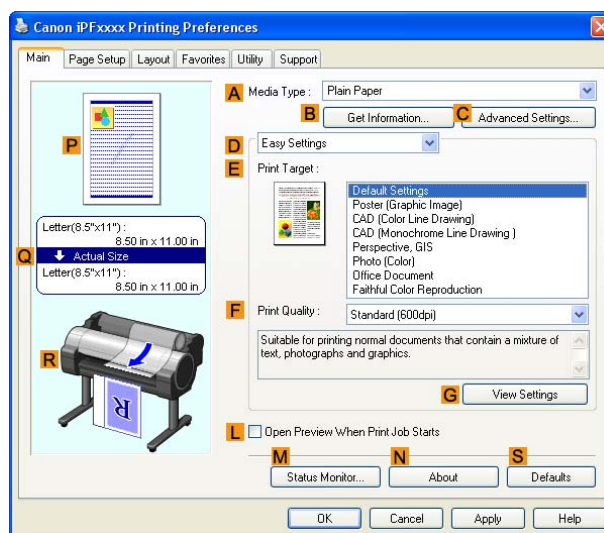 Canon iPFxxxx Printing Preferences
Main Page Setup Layout Favorites Utility Support
A Media Type : Plain Paper
B Get Information... C Advanced Settings...
D Easy Settings
E Print Target :
Default Settings
Poster (Graphic Image)
CAD (Color Line Drawing)
CAD (Monochrome Line Drawing )
Perspective, GIS
Photo (Color)
Office Document
Faithful Color Reproduction
P
Letter(8.5"x11") :
8.50 in x 11.00 in
Q Actual Size
Letter(8.5"x11") :
8.50 in x 11.00 in
R
R
F Print Quality : Standard (600dpi)
Suitable for printing normal documents that contain a mixture of
text, photographs and graphics.
G View Settings
L Open Preview When Print Job Starts
M Status Monitor... N About S Defaults
OK Cancel Apply Help